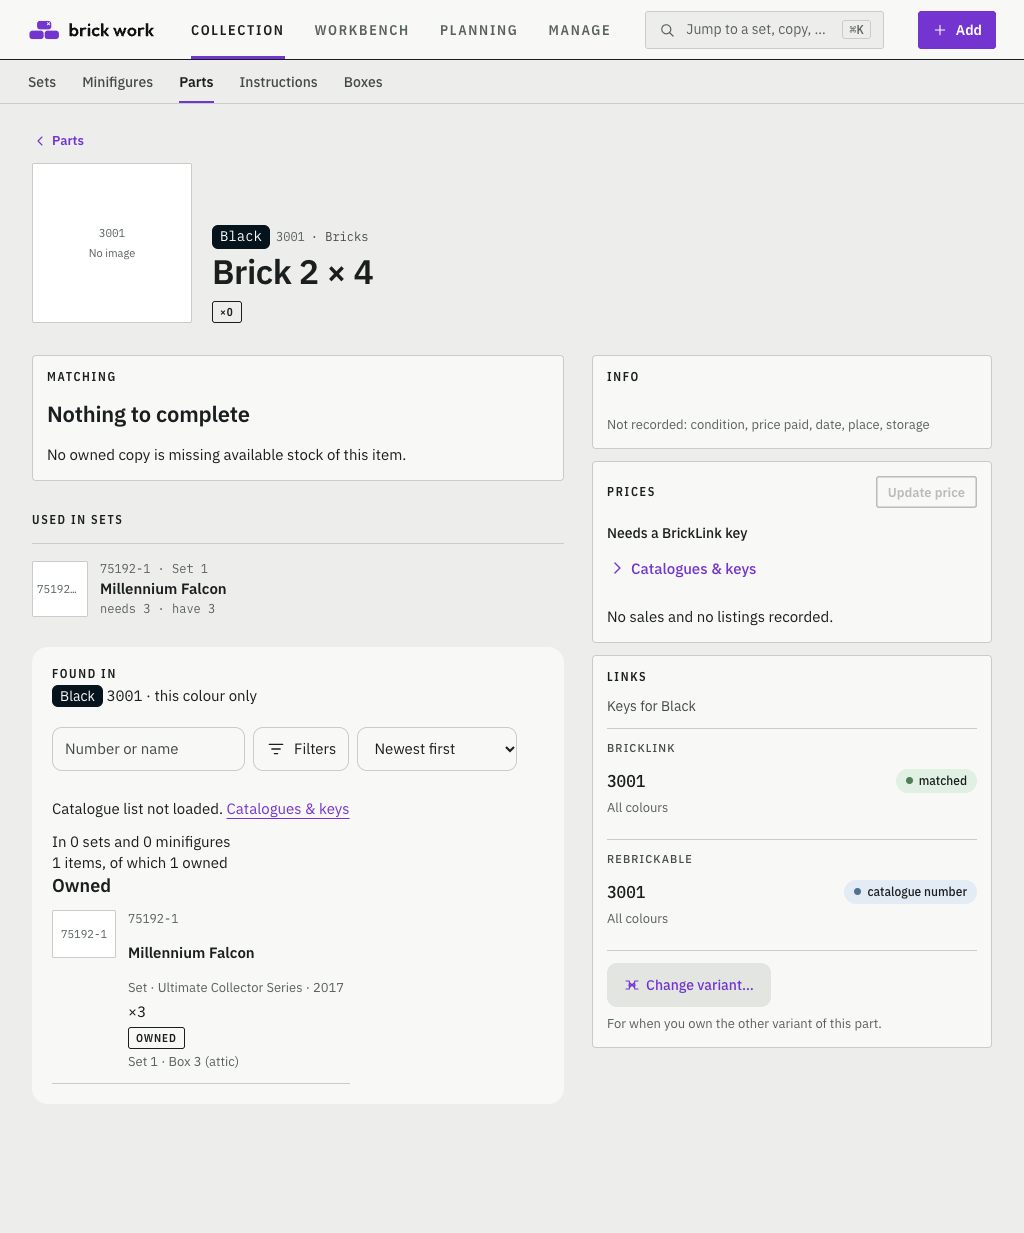 brick work
COLLECTION
WORKBENCH
PLANNING
MANAGE
Jump to a set, copy, ...
⌘K
+ Add
Sets
Minifigures
Parts
Instructions
Boxes
Parts
3001
No image
Black 3001 · Bricks
Brick 2 × 4
×0
MATCHING
Nothing to complete
No owned copy is missing available stock of this item.
USED IN SETS
75192...
75192-1 · Set 1
Millennium Falcon
needs 3 · have 3
FOUND IN
Black 3001 · this colour only
Number or name
Filters
Newest first
Catalogue list not loaded. Catalogues & keys
In 0 sets and 0 minifigures
1 items, of which 1 owned
Owned
75192-1
75192-1
Millennium Falcon
Set · Ultimate Collector Series · 2017
×3
OWNED
Set 1 · Box 3 (attic)
INFO
Not recorded: condition, price paid, date, place, storage
PRICES
Update price
Needs a BrickLink key
Catalogues & keys
No sales and no listings recorded.
LINKS
Keys for Black
BRICKLINK
3001
matched
All colours
REBRICKABLE
3001
catalogue number
All colours
Change variant...
For when you own the other variant of this part.